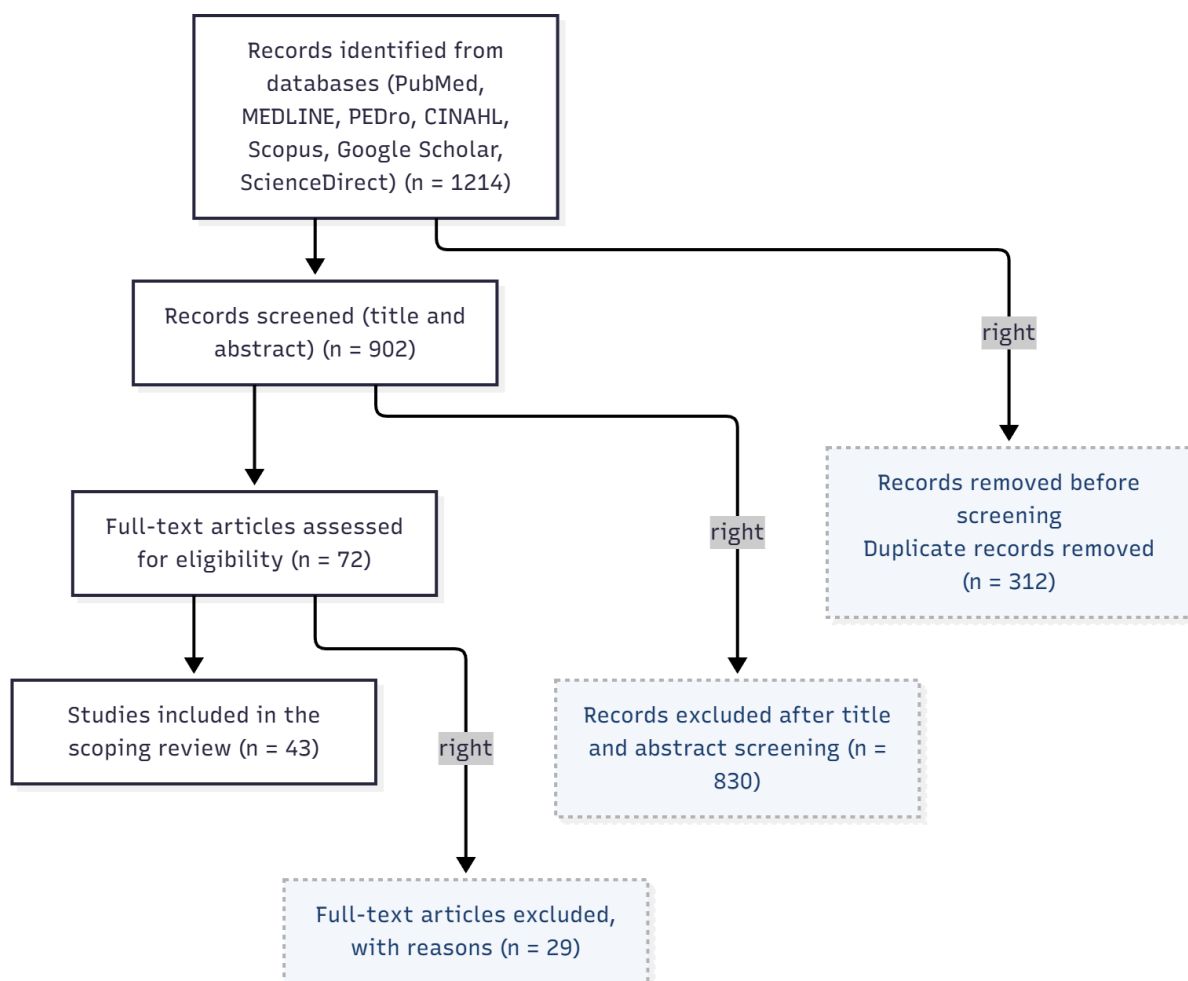 Records identified from
databases (PubMed,
MEDLINE, PEDro, CINAHL,
Scopus, Google Scholar,
ScienceDirect) (n = 1214)
Records screened (title and
abstract) (n = 902)
right
Records removed before
screening
Duplicate records removed
(n = 312)
Full-text articles assessed
for eligibility (n = 72)
right
Studies included in the
scoping review (n = 43)
right
Records excluded after title
and abstract screening (n =
830)
Full-text articles excluded,
with reasons (n = 29)